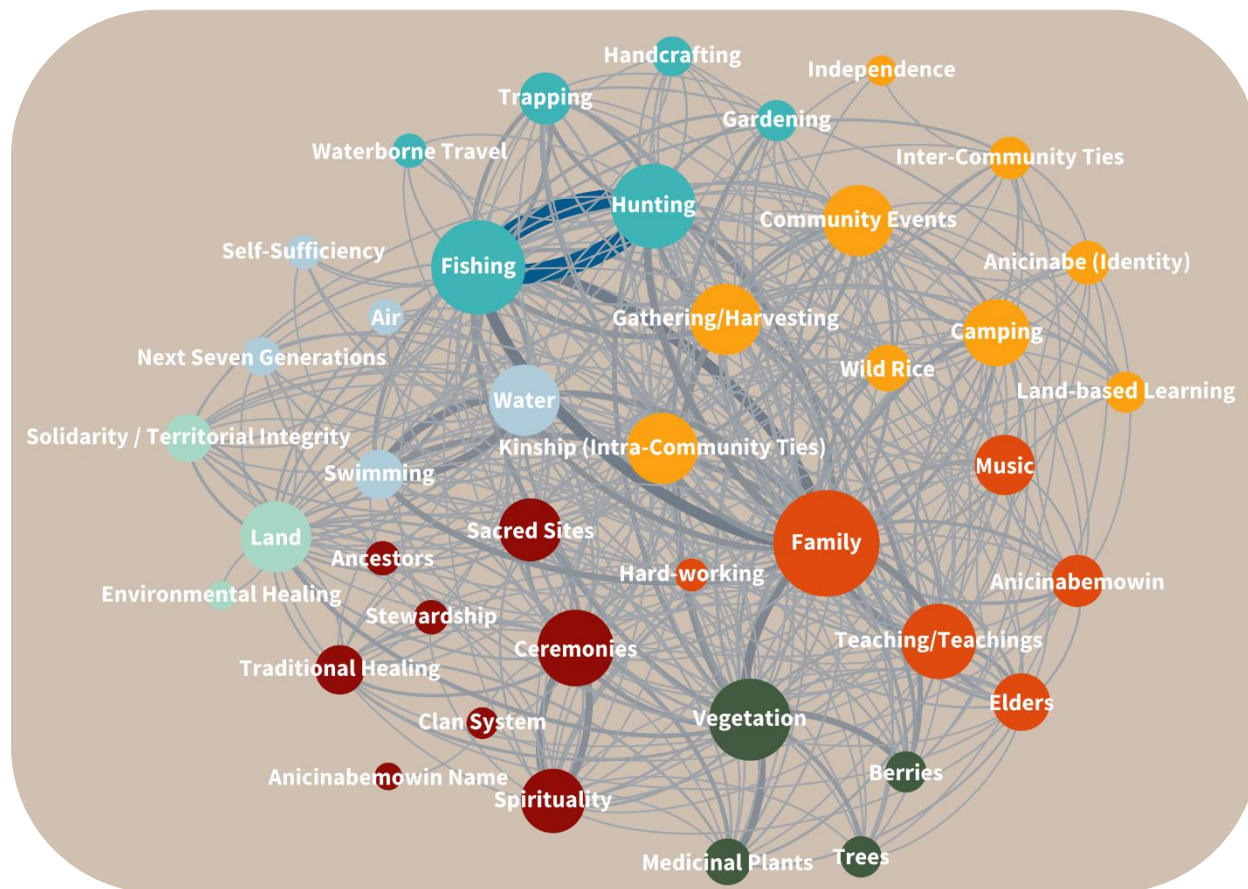 Handcrafting
Independence
Trapping
Gardening
Waterborne Travel
Inter-Community Ties
Hunting
Community Events
Self-Sufficiency
Fishing
Anicinabe (Identity)
Air
Gathering/Harvesting
Camping
Next Seven Generations
Wild Rice
Land-based Learning
Water
Solidarity / Territorial Integrity
Kinship (Intra-Community Ties)
Music
Swimming
Sacred Sites
Land
Family
Ancestors
Hard-working
Anicinabemowin
Environmental Healing
Stewardship
Teaching/Teachings
Ceremonies
Traditional Healing
Elders
Vegetation
Clan System
Berries
Anicinabemowin Name
Spirituality
Trees
Medicinal Plants